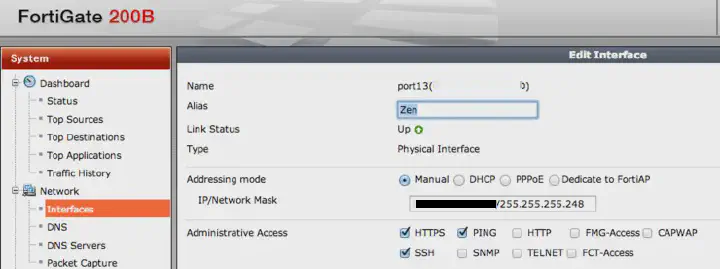 FortiGate 200B
System
Dashboard
Status
Top Sources
Top Destinations
Top Applications
Traffic History
Network
Interfaces
DNS
DNS Servers
Packet Capture
Edit Interface
Name port13( b)
Alias Zen
Link Status Up
Type Physical Interface
Addressing mode Manual DHCP PPPoE Dedicate to FortiAP
IP/Network Mask /255.255.255.248
Administrative Access HTTPS PING HTTP FMG-Access CAPWAP
SSH SNMP TELNET FCT-Access